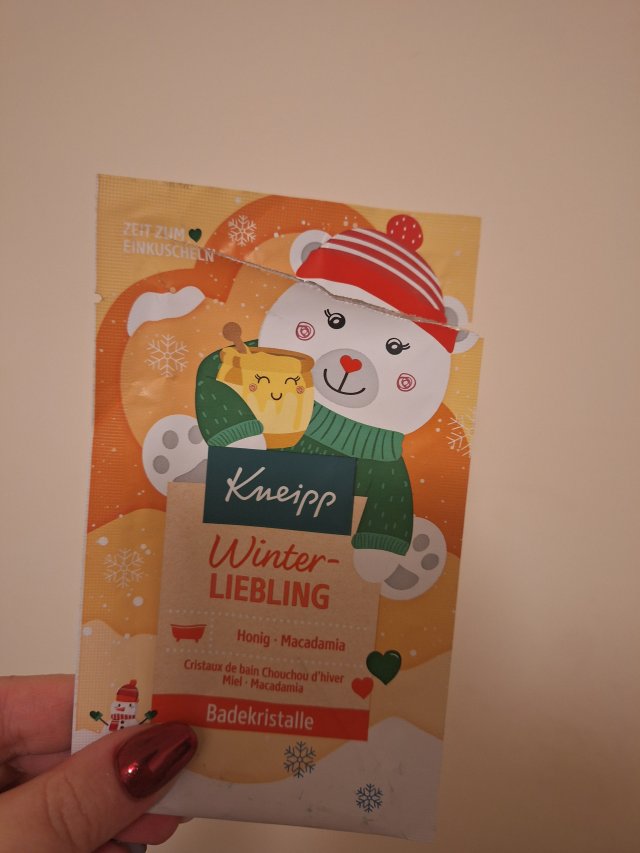 ZEIT ZUM
EINKUSCHELN
Kneipp
Winter-
LIEBLING
Honig · Macadamia
Cristaux de bain Chouchou d'hiver
Miel · Macadamia
Badekristalle